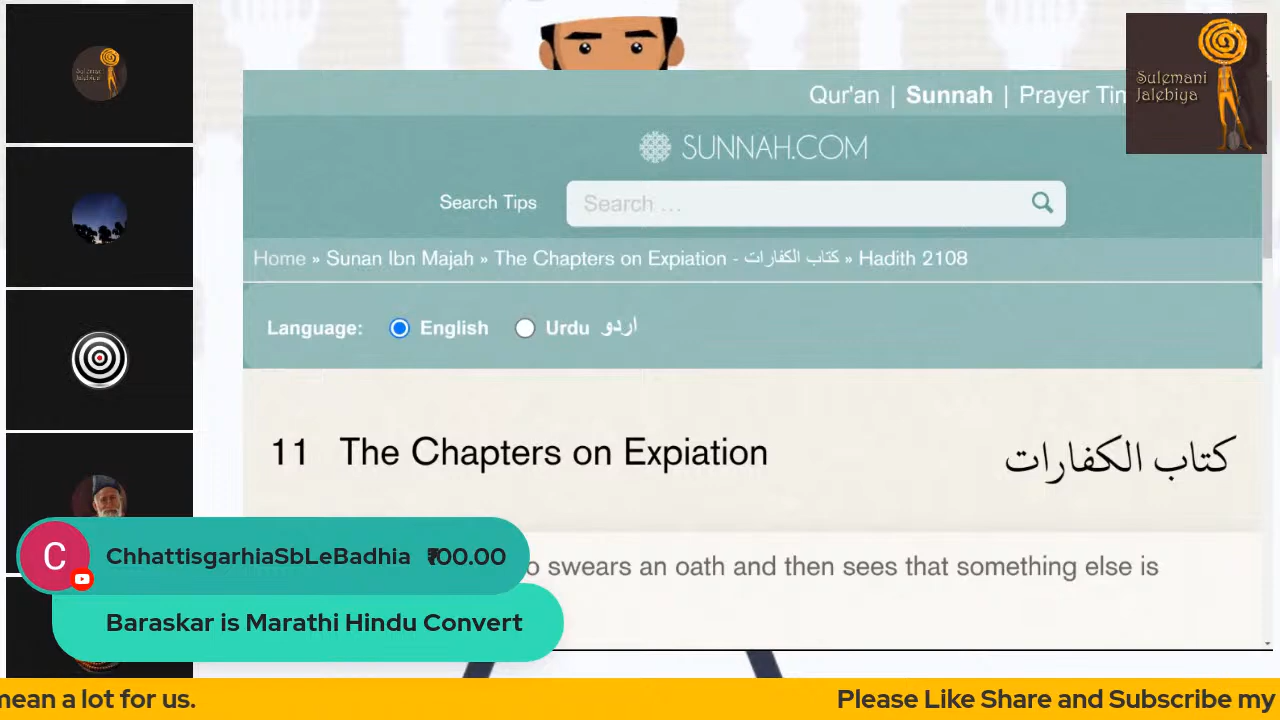 Sulemani
Jalebiya
Qur'an | Sunnah | Prayer Tim
Sulemani
Jalebiya
SUNNAH.COM
Search Tips
Search ...
Home » Sunan Ibn Majah » The Chapters on Expiation - كتاب الكفارات » Hadith 2108
Language: English Urdu اردو
11 The Chapters on Expiation كتاب الكفارات
C ChhattisgarhiaSbLeBadhia ₹100.00
swears an oath and then sees that something else is
Baraskar is Marathi Hindu Convert
mean a lot for us. Please Like Share and Subscribe my